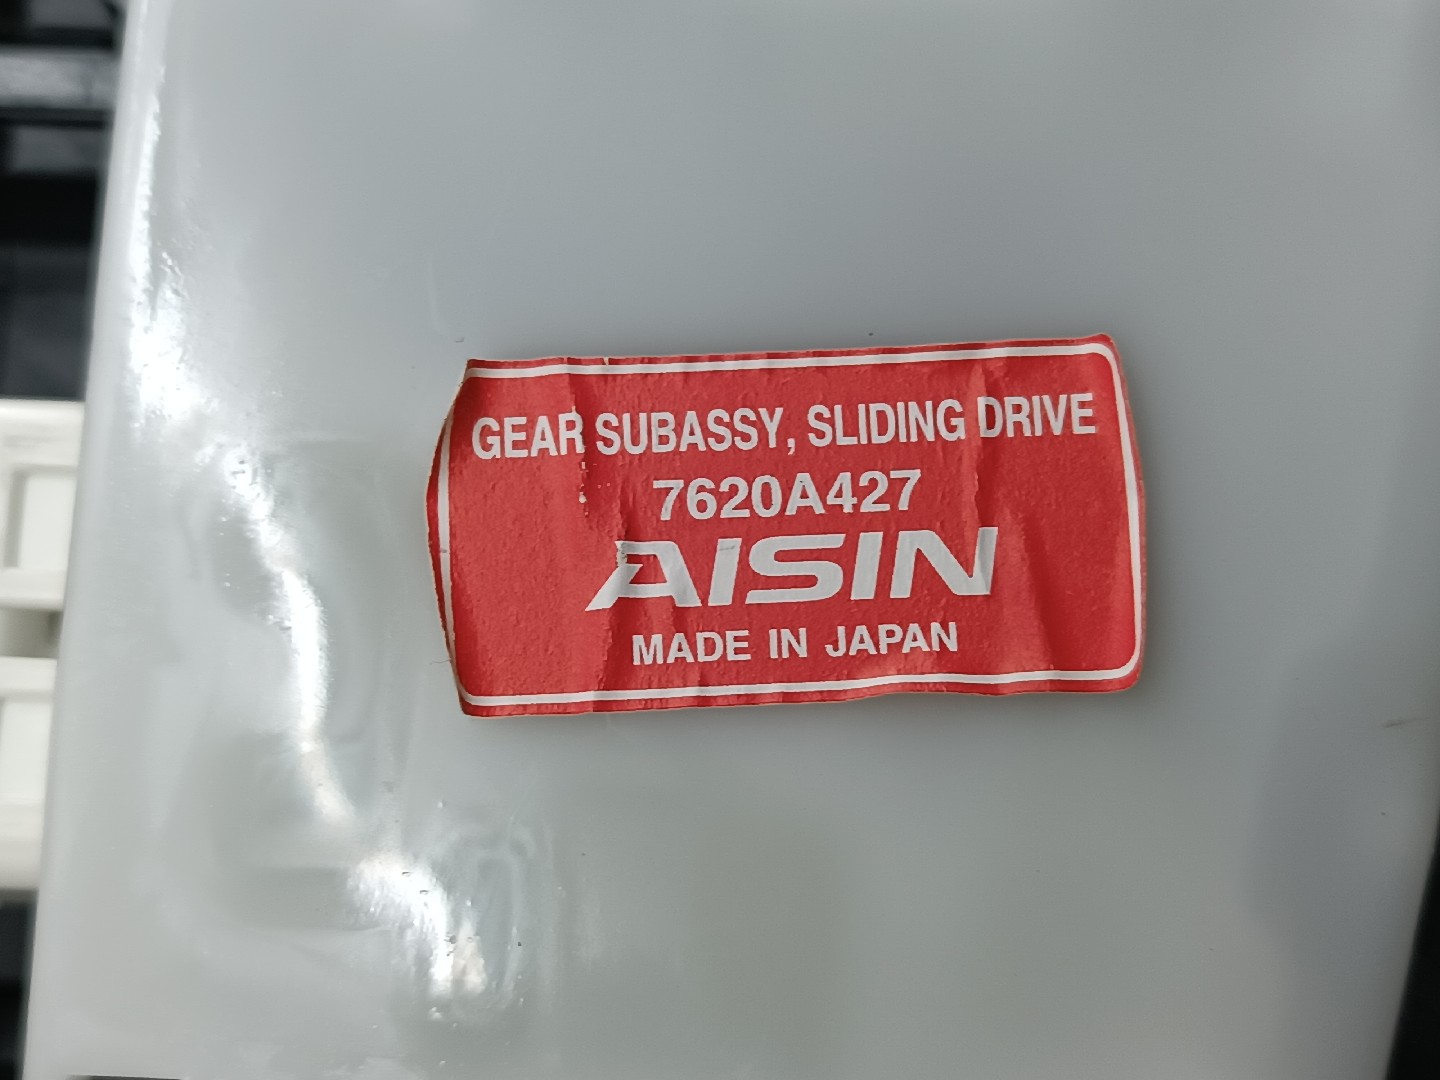 GEAR SUBASSY, SLIDING DRIVE
7620A427
AISIN
MADE IN JAPAN